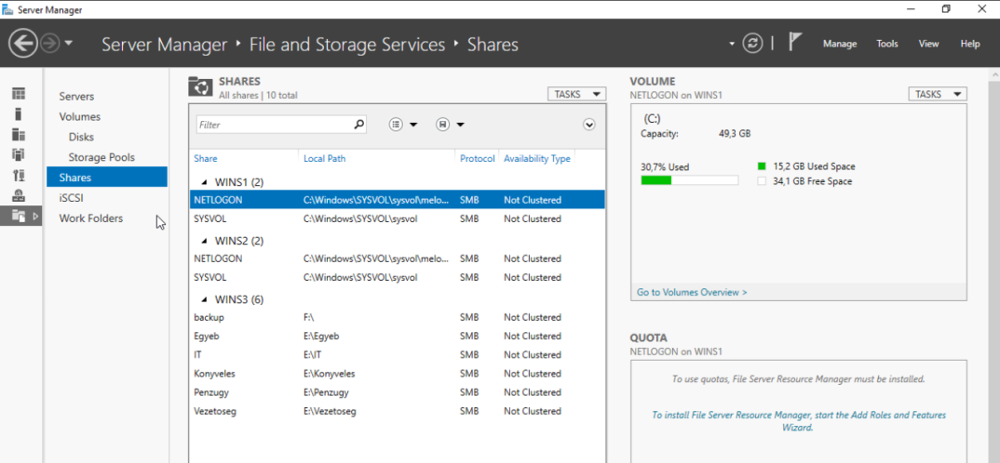 Server Manager
Server Manager ‣ File and Storage Services ‣ Shares
Manage Tools View Help
Servers
Volumes
Disks
Storage Pools
Shares
iSCSI
Work Folders
SHARES
All shares | 10 total
TASKS
Filter
Share Local Path Protocol Availability Type
WINS1 (2)
NETLOGON C:\Windows\SYSVOL\sysvol\melo... SMB Not Clustered
SYSVOL C:\Windows\SYSVOL\sysvol SMB Not Clustered
WINS2 (2)
NETLOGON C:\Windows\SYSVOL\sysvol\melo... SMB Not Clustered
SYSVOL C:\Windows\SYSVOL\sysvol SMB Not Clustered
WINS3 (6)
backup F:\ SMB Not Clustered
Egyeb E:\Egyeb SMB Not Clustered
IT E:\IT SMB Not Clustered
Konyveles E:\Konyveles SMB Not Clustered
Penzugy E:\Penzugy SMB Not Clustered
Vezetoseg E:\Vezetoseg SMB Not Clustered
VOLUME
NETLOGON on WINS1
TASKS
(C:)
Capacity: 49,3 GB
30,7% Used
15,2 GB Used Space
34,1 GB Free Space
Go to Volumes Overview >
QUOTA
NETLOGON on WINS1
To use quotas, File Server Resource Manager must be installed.
To install File Server Resource Manager, start the Add Roles and Features
Wizard.